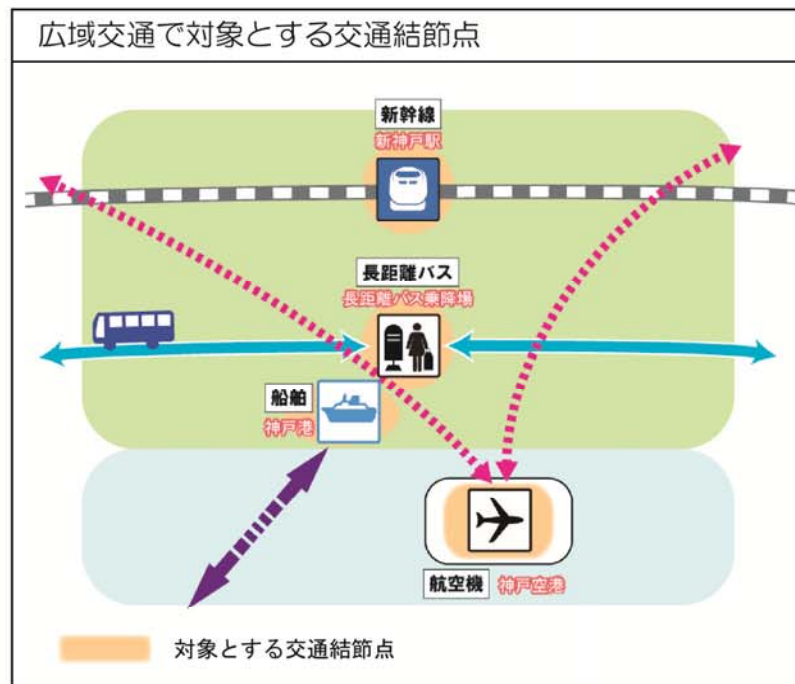 広域交通で対象とする交通結節点
新幹線
新神戸駅
長距離バス
長距離バス乗降場
船舶
神戸港
航空機 神戸空港
対象とする交通結節点